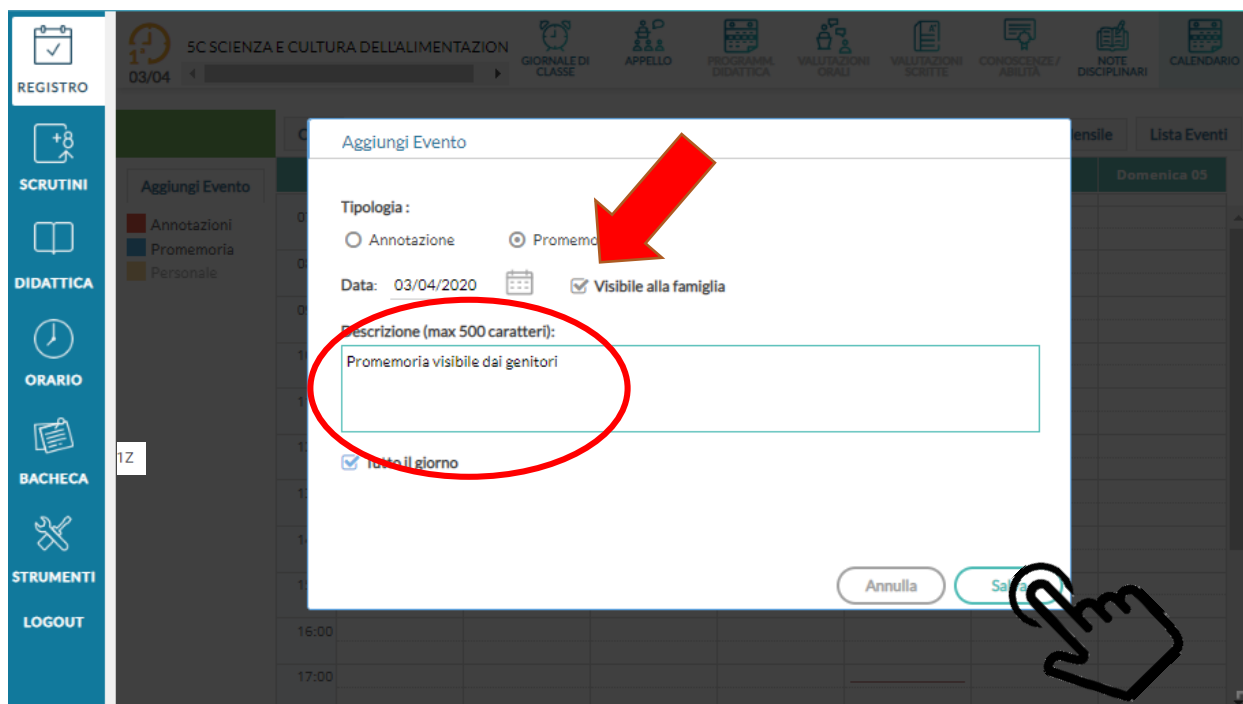 REGISTRO
SCRUTINI
DIDATTICA
ORARIO
BACHECA
STRUMENTI
LOGOUT
+8
1°
03/04
5C SCIENZA E CULTURA DELL'ALIMENTAZION
GIORNALE DI CLASSE
APPELLO
PROGRAMM. DIDATTICA
VALUTAZIONI ORALI
VALUTAZIONI SCRITTE
CONOSCENZE / ABILITÀ
NOTE DISCIPLINARI
CALENDARIO
Lista Eventi
Domenica 05
Aggiungi Evento
Annotazioni
Promemoria
Personale
1Z
Aggiungi Evento
Tipologia :
Annotazione
Data: 03/04/2020
Visibile alla famiglia
Descrizione (max 500 caratteri):
Promemoria visibile dai genitori
Tutto il giorno
Annulla
16:00
17:00